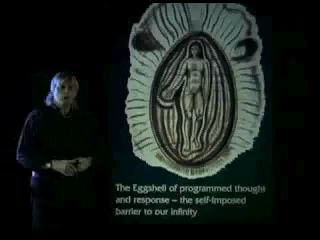 The Eggshell of programmed thought
and response – the self-imposed
barrier to our infinity